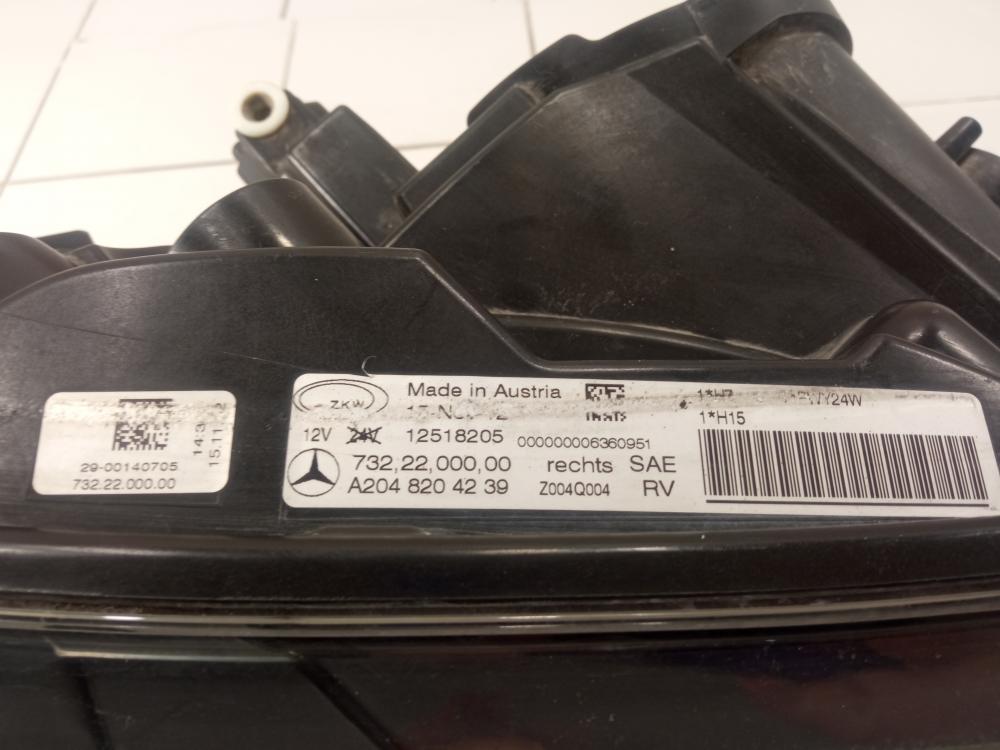 ZKW
Made in Austria
12V 24V 12518205 000000006360951
732,22,000,00 rechts SAE
A204 820 42 39 Z004Q004 RV
1*H15
29-00140705
732.22.000.00